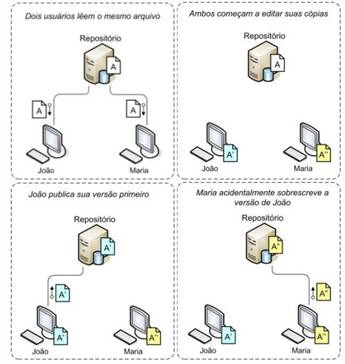 Dois usuários lêem o mesmo arquivo
Repositório
A
A
A
João
Maria
Ambos começam a editar suas cópias
Repositório
A
A'
A''
João
Maria
João publica sua versão primeiro
Repositório
A'
A'
A'
A''
João
Maria
Maria acidentalmente sobrescreve a
versão de João
Repositório
A''
A''
A'
A''
João
Maria